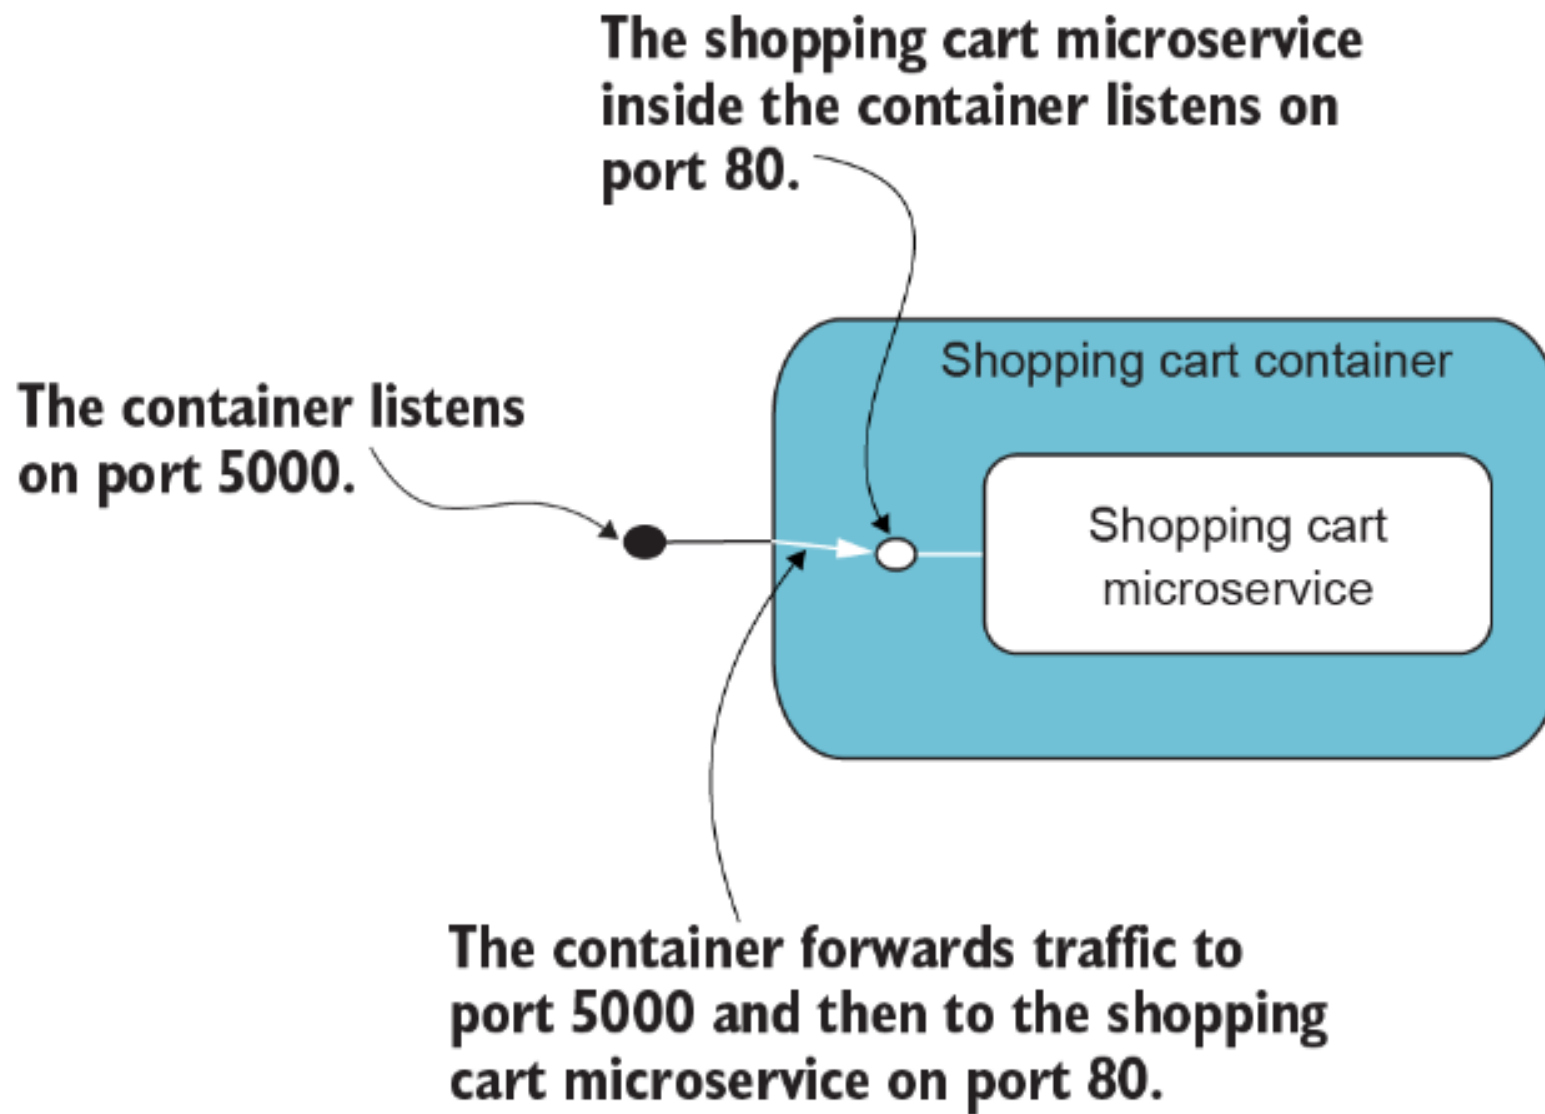 The shopping cart microservice
inside the container listens on
port 80.
Shopping cart container
The container listens
on port 5000.
Shopping cart
microservice
The container forwards traffic to
port 5000 and then to the shopping
cart microservice on port 80.